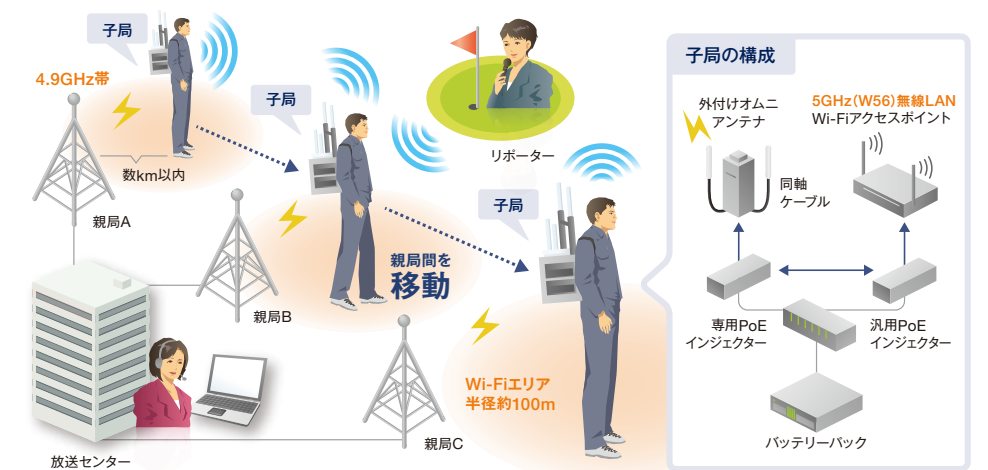 子局
4.9GHz帯
数km以内
親局A
子局
リポーター
子局
親局B
親局間を
移動
Wi-Fiエリア
半径約100m
親局C
放送センター
子局の構成
外付けオムニ
アンテナ
5GHz(W56)無線LAN
Wi-Fiアクセスポイント
同軸
ケーブル
専用PoE
インジェクター
汎用PoE
インジェクター
バッテリーパック